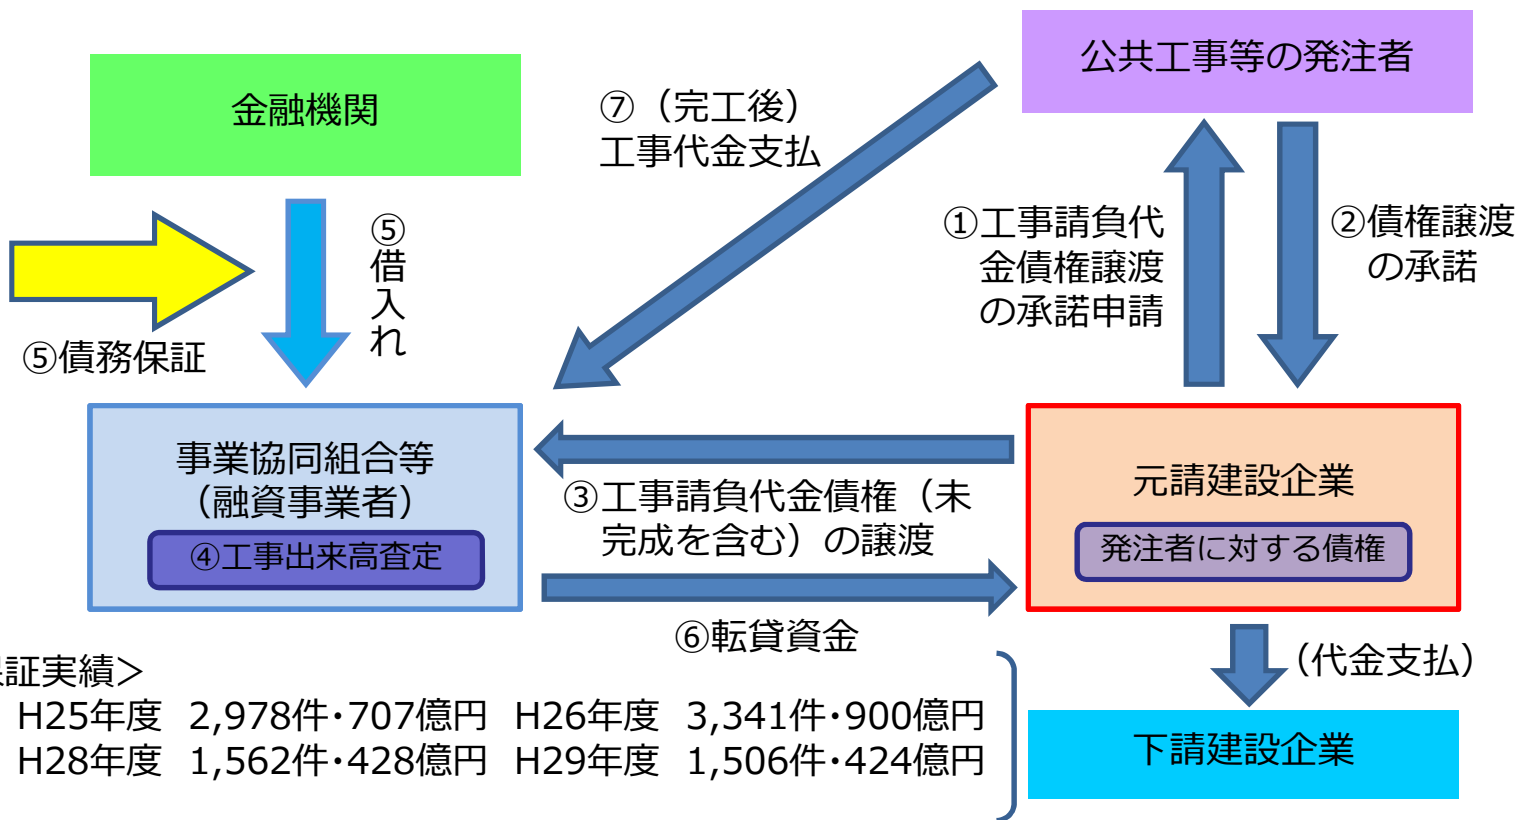 公共工事等の発注者
金融機関
⑦（完工後）
工事代金支払
①工事請負代
金債権譲渡
の承諾申請
②債権譲渡
の承諾
⑤借入れ
⑤債務保証
事業協同組合等
（融資事業者）
④工事出来高査定
③工事請負代金債権（未
完成を含む）の譲渡
元請建設企業
発注者に対する債権
⑥転貸資金
（代金支払）
証実績＞
H25年度 2,978件・707億円 H26年度 3,341件・900億円
H28年度 1,562件・428億円 H29年度 1,506件・424億円
下請建設企業